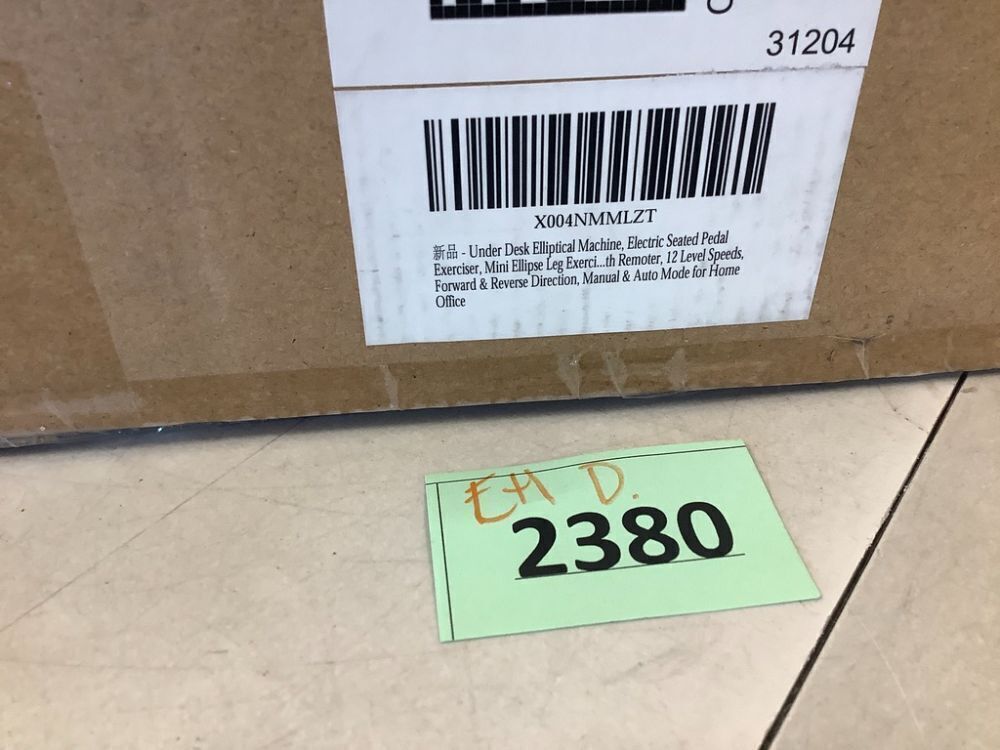 31204
X004NMMLZT
新品 - Under Desk Elliptical Machine, Electric Seated Pedal
Exerciser, Mini Ellipse Leg Exerci...th Remoter, 12 Level Speeds,
Forward & Reverse Direction, Manual & Auto Mode for Home
Office
EH D.
2380